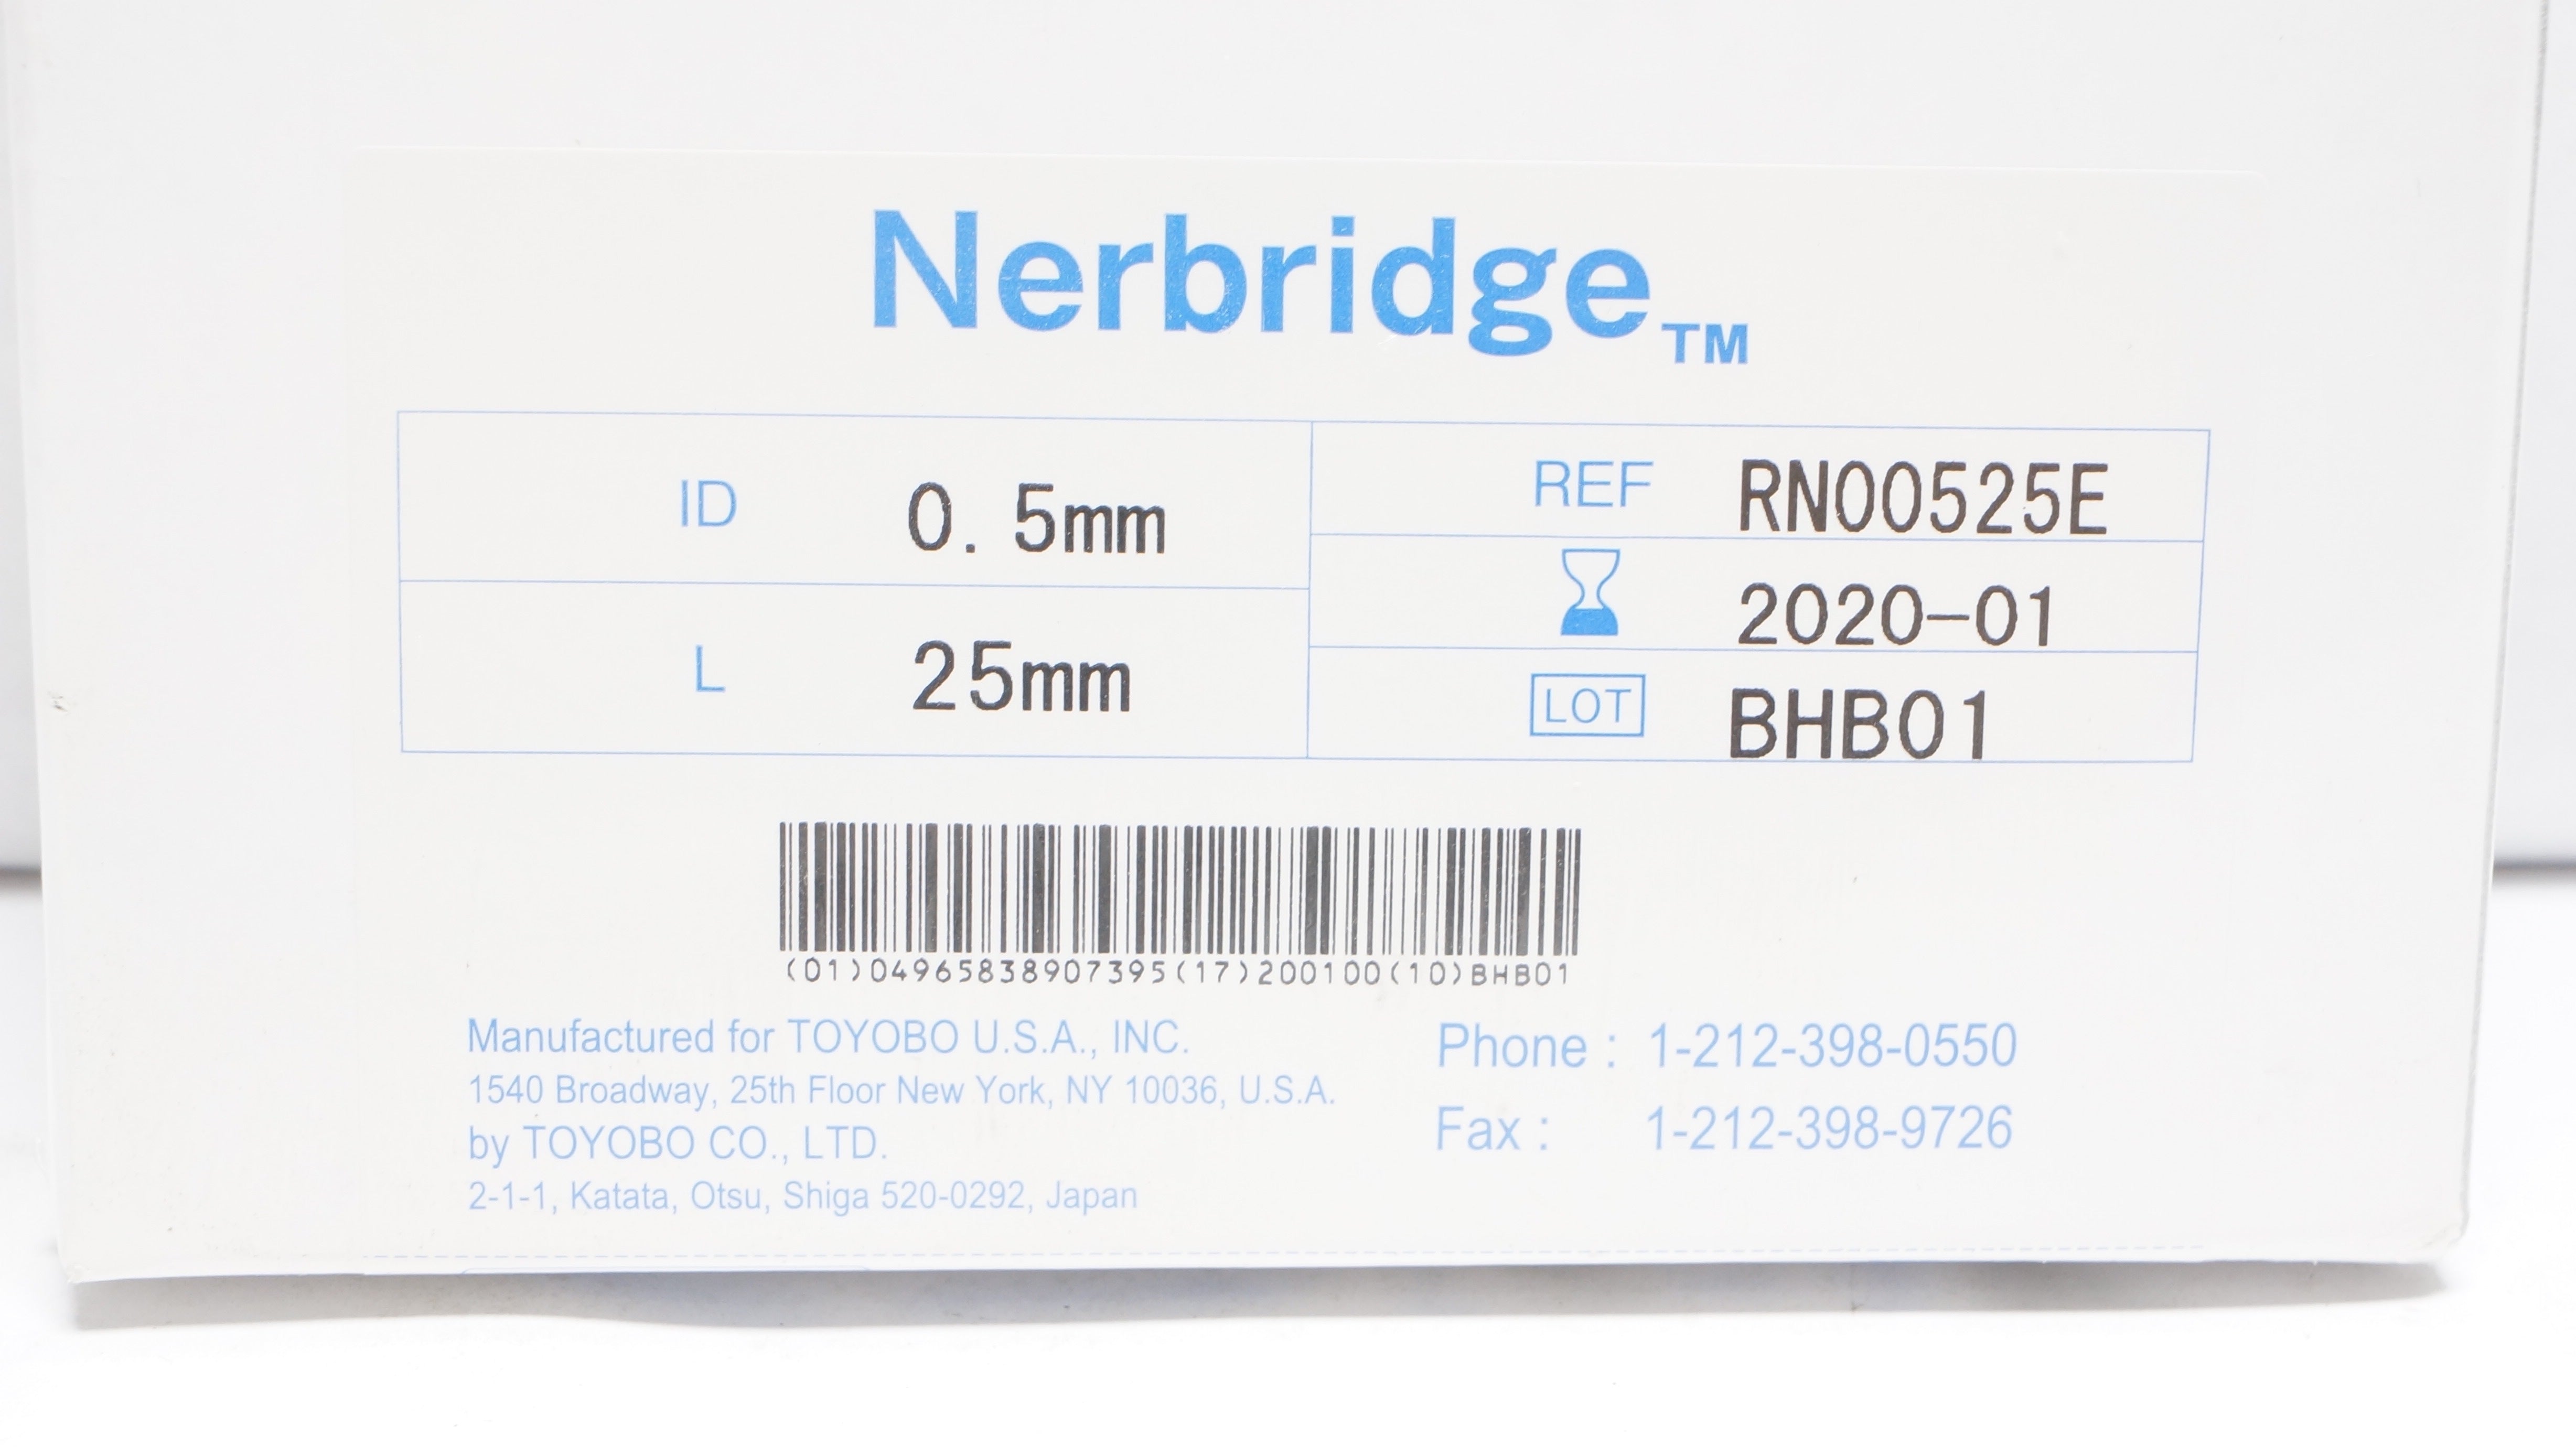 Nerbridge™
ID 0.5mm
L 25mm
REF RN00525E
2020-01
LOT BHB01
(01)04965838907395(17)200100(10)BHB01
Manufactured for TOYOBO U.S.A., INC.
1540 Broadway, 25th Floor New York, NY 10036, U.S.A.
by TOYOBO CO., LTD.
2-1-1, Katata, Otsu, Shiga 520-0292, Japan
Phone : 1-212-398-0550
Fax : 1-212-398-9726